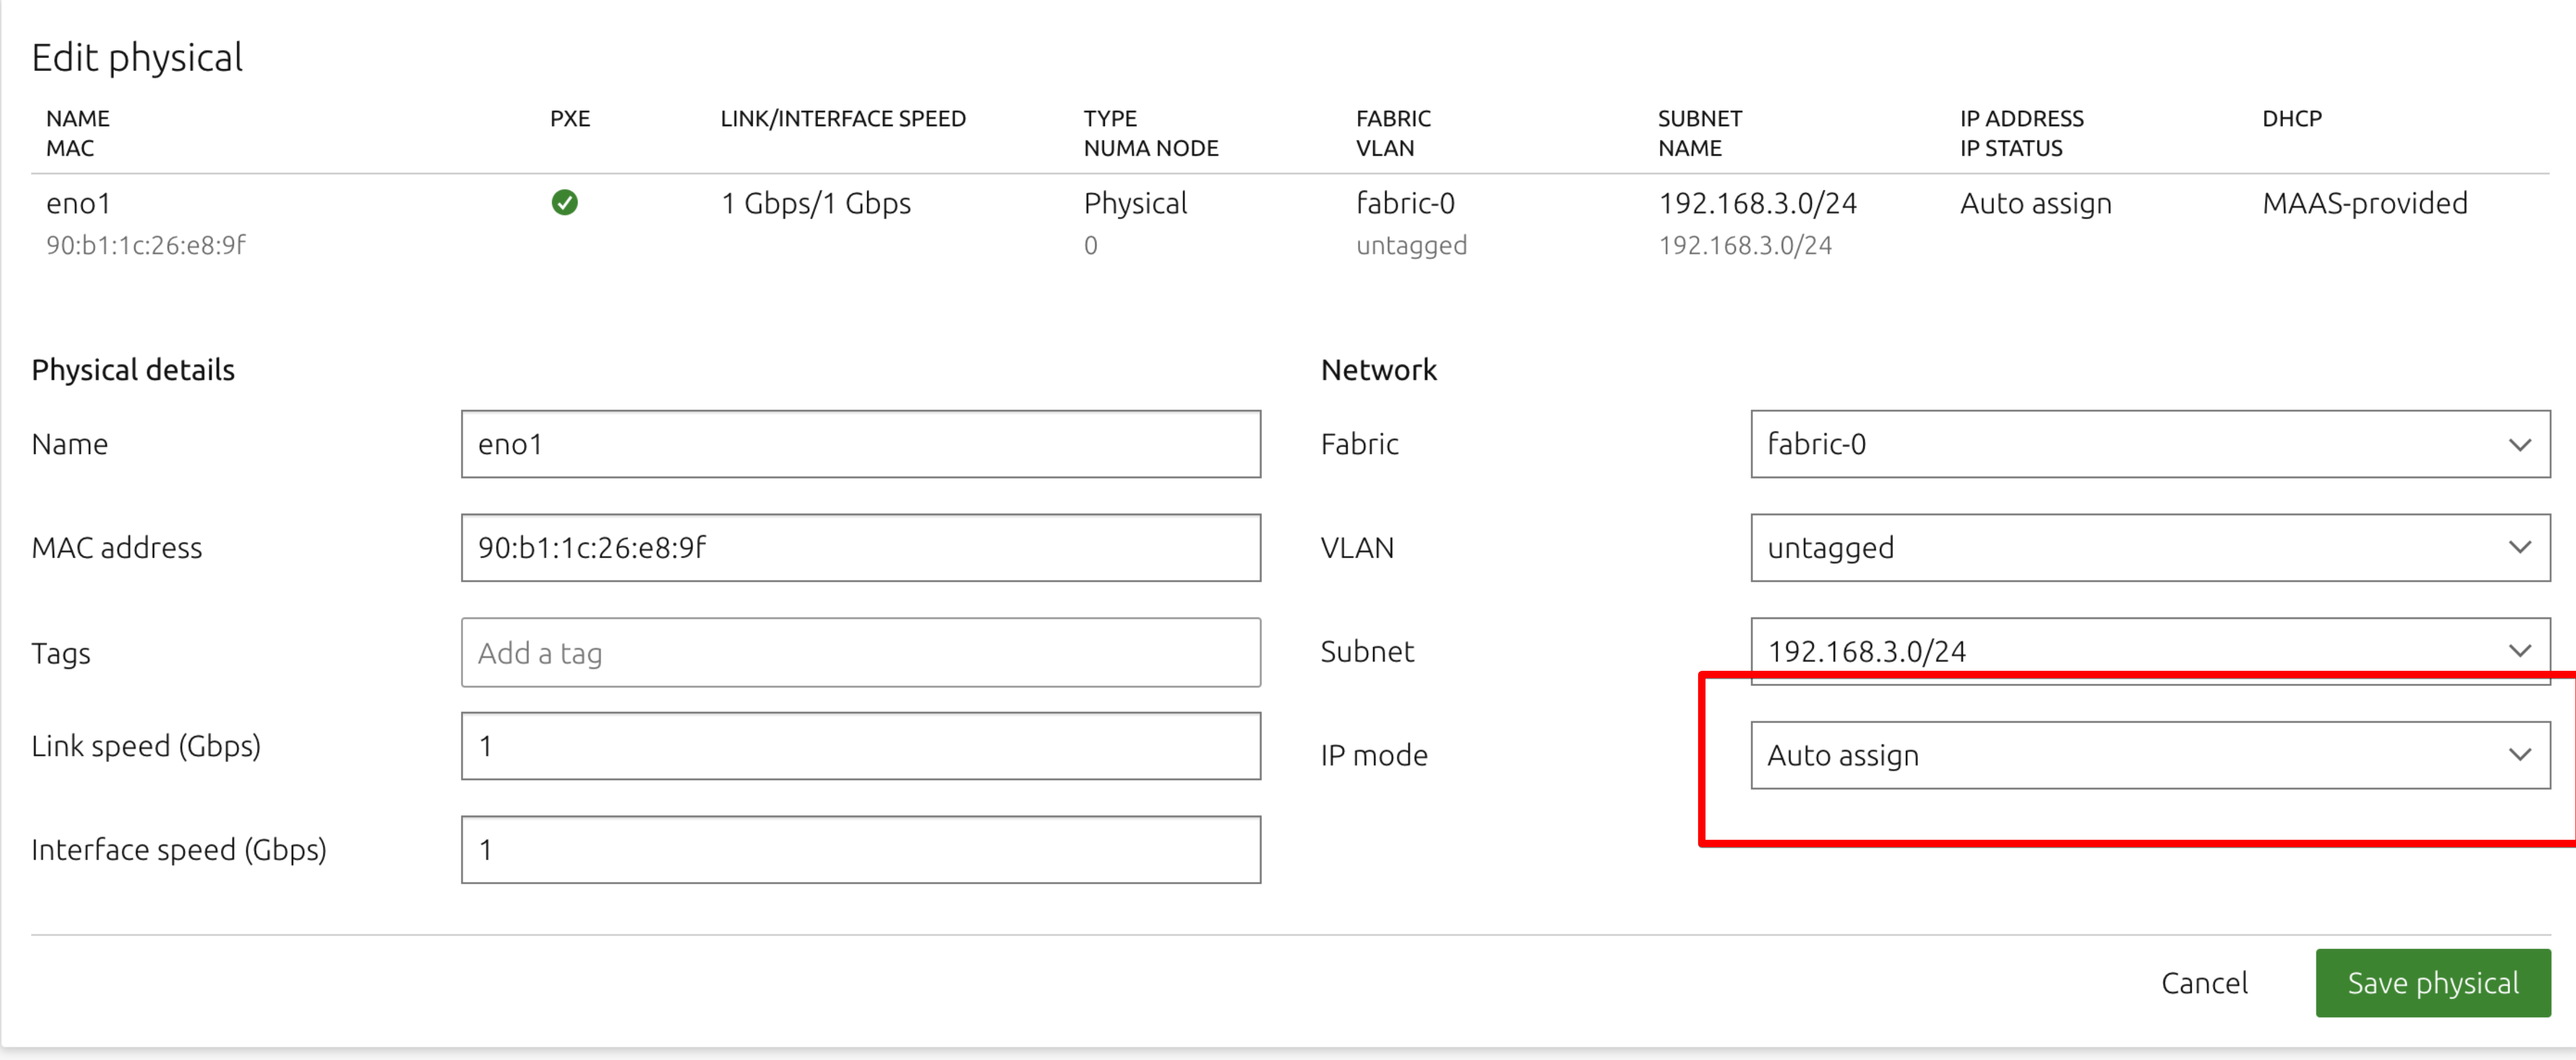 Edit physical
NAME PXE LINK/INTERFACE SPEED TYPE FABRIC SUBNET IP ADDRESS DHCP
MAC NUMA NODE VLAN NAME IP STATUS
eno1 1 Gbps/1 Gbps Physical fabric-0 192.168.3.0/24 Auto assign MAAS-provided
90:b1:1c:26:e8:9f 0 untagged 192.168.3.0/24
Physical details
Name eno1
MAC address 90:b1:1c:26:e8:9f
Tags Add a tag
Link speed (Gbps) 1
Interface speed (Gbps) 1
Network
Fabric fabric-0
VLAN untagged
Subnet 192.168.3.0/24
IP mode Auto assign
Cancel Save physical